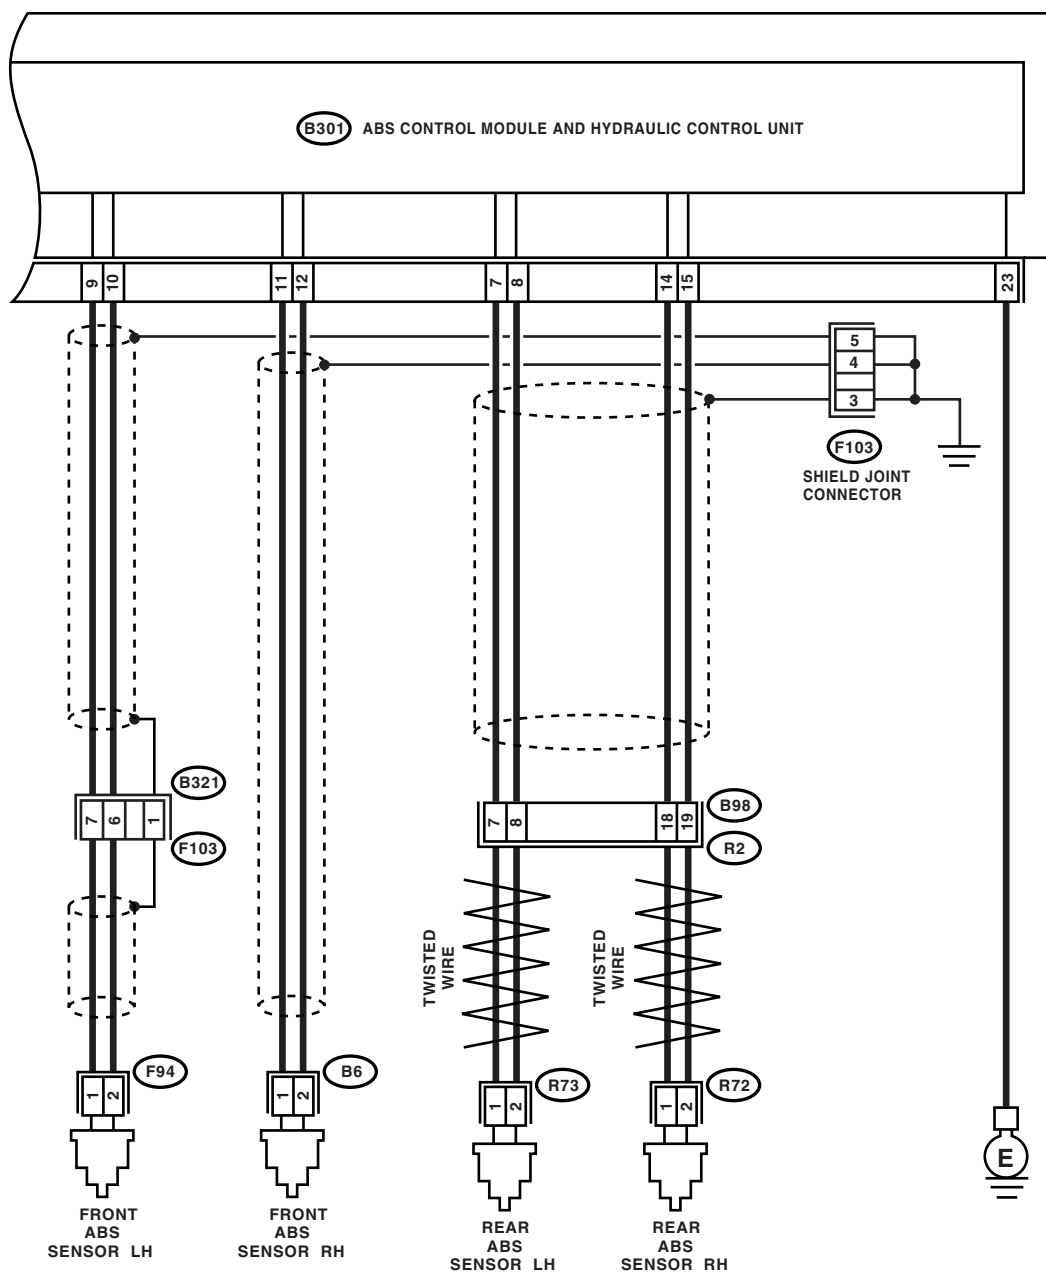 B301 ABS CONTROL MODULE AND HYDRAULIC CONTROL UNIT
9 10 11 12 7 8 14 15 23
5
4
3
F103
SHIELD JOINT
CONNECTOR
B321
7 6 1
F103
B98
7 8 18 19
R2
TWISTED
WIRE
TWISTED
WIRE
F94
1 2
B6
1 2
R73
1 2
R72
1 2
E
FRONT
ABS
SENSOR LH
FRONT
ABS
SENSOR RH
REAR
ABS
SENSOR LH
REAR
ABS
SENSOR RH